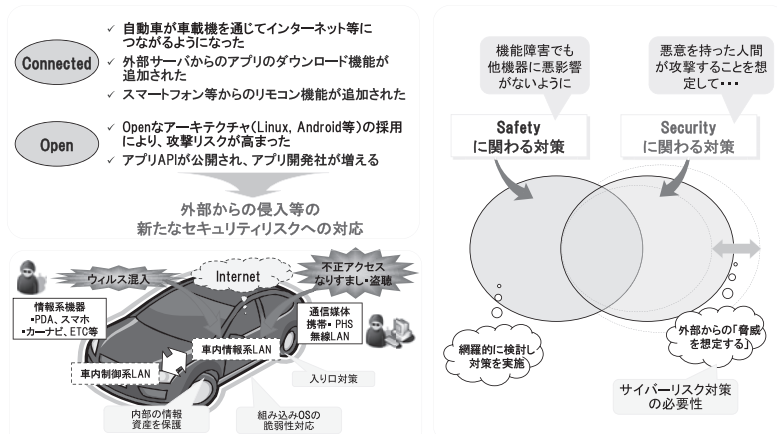 Connected
✓ 自動車が車載機を通じてインターネット等に
つながるようになった
✓ 外部サーバからのアプリのダウンロード機能が
追加された
✓ スマートフォン等からのリモコン機能が追加された
Open
✓ Openなアーキテクチャ(Linux, Android等)の採用
により、攻撃リスクが高まった
✓ アプリAPIが公開され、アプリ開発社が増える
外部からの侵入等の
新たなセキュリティリスクへの対応
ウィルス混入
Internet
不正アクセス
なりすまし・盗聴
情報系機器
・PDA、スマホ
・カーナビ、ETC等
通信媒体
携帯・PHS
無線LAN
車内情報系LAN
車内制御系LAN
入り口対策
内部の情報
資産を保護
組み込みOSの
脆弱性対応
機能障害でも
他機器に悪影響
がないように
悪意を持った人間
が攻撃することを想
定して・・・
Safety
に関わる対策
Security
に関わる対策
網羅的に検討し
対策を実施
外部からの「脅威
を想定する」
サイバーリスク対策
の必要性